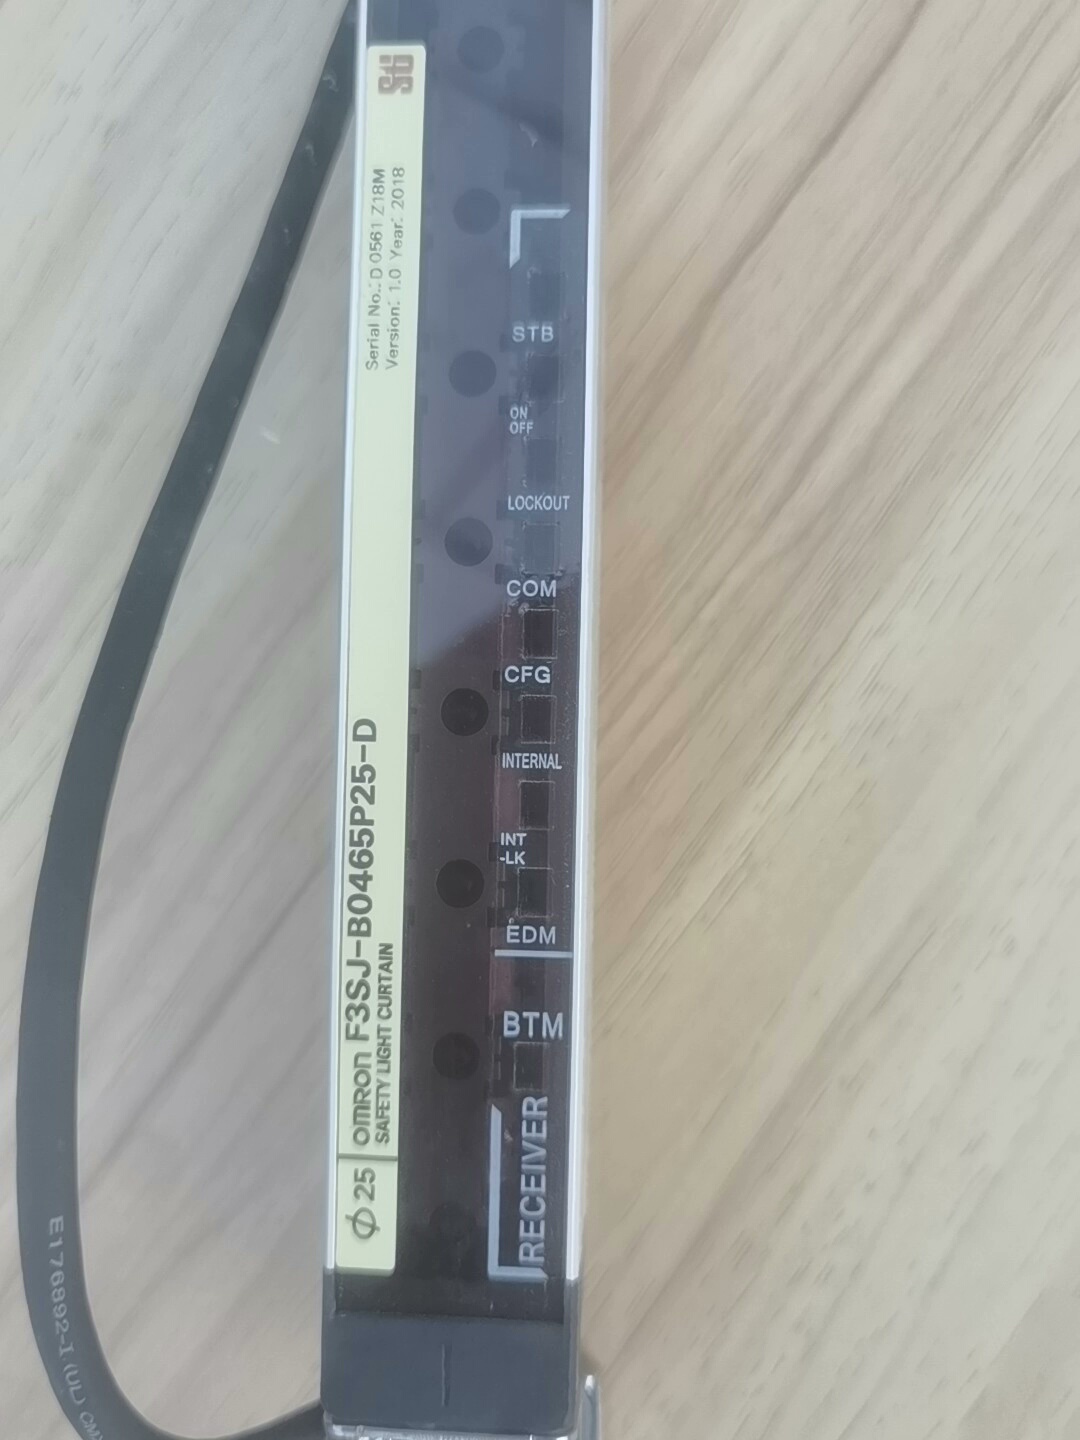 Serial No.:D 0561 Z18M
Version: 1.0 Year: 2018
φ 25
omron F3SJ-B0465P25-D
SAFETY LIGHT CURTAIN
STB
ON
OFF
LOCKOUT
COM
CFG
INTERNAL
INT
-LK
EDM
BTM
RECEIVER
E176892-I (UL)